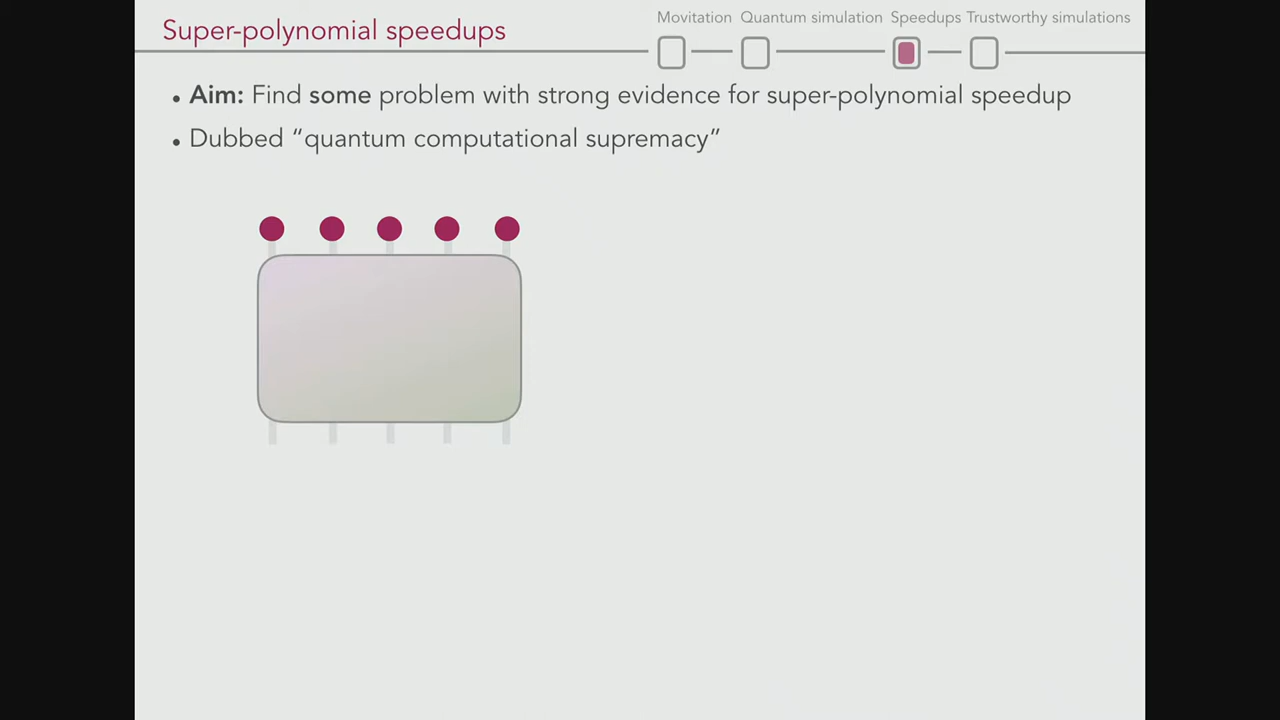 Super-polynomial speedups
Movitation Quantum simulation Speedups Trustworthy simulations
• Aim: Find some problem with strong evidence for super-polynomial speedup
• Dubbed “quantum computational supremacy”